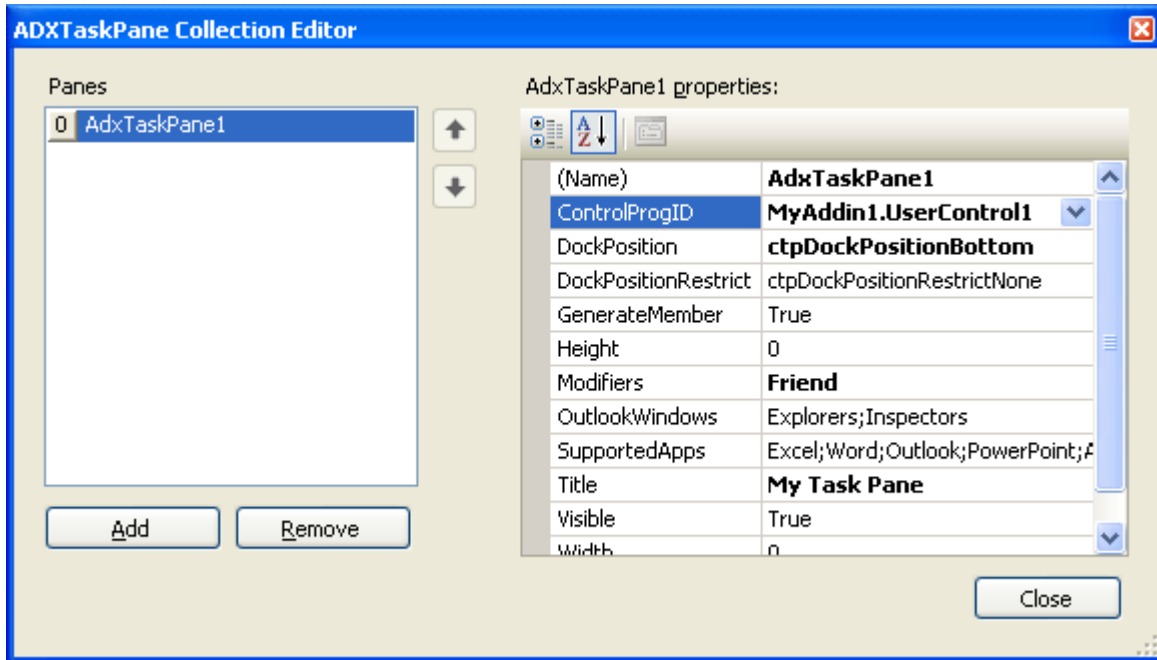 ADXTaskPane Collection Editor
Panes
0 AdxTaskPane1
Add
Remove
AdxTaskPane1 properties:
(Name) AdxTaskPane1
ControlProgID MyAddin1.UserControl1
DockPosition ctpDockPositionBottom
DockPositionRestrict ctpDockPositionRestrictNone
GenerateMember True
Height 0
Modifiers Friend
OutlookWindows Explorers;Inspectors
SupportedApps Excel;Word;Outlook;PowerPoint;A
Title My Task Pane
Visible True
Width 0
Close